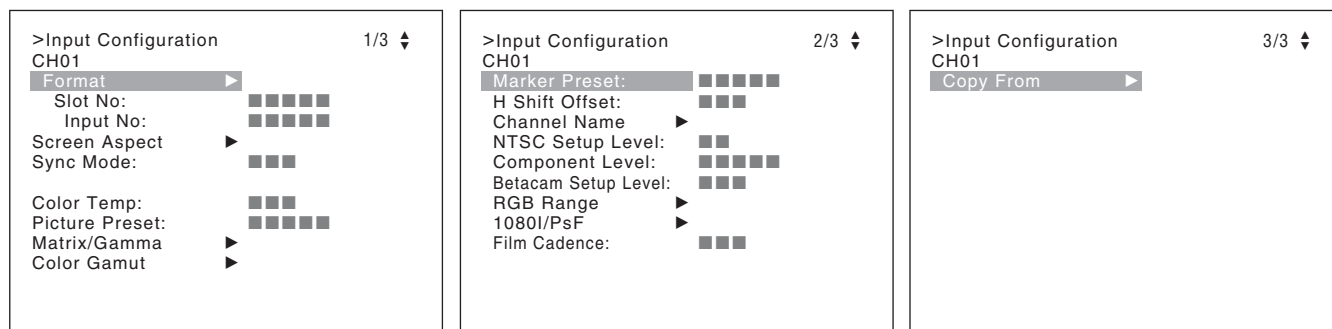 >Input Configuration 1/3
CH01
Format
Slot No: ■■■■■
Input No: ■■■■■
Screen Aspect ►
Sync Mode: ■■■
Color Temp: ■■■
Picture Preset: ■■■■■
Matrix/Gamma ►
Color Gamut ►
>Input Configuration 2/3
CH01
Marker Preset: ■■■■■
H Shift Offset: ■■■
Channel Name ►
NTSC Setup Level: ■■
Component Level: ■■■■■
Betacam Setup Level: ■■■
RGB Range ►
1080I/PsF ►
Film Cadence: ■■■
>Input Configuration 3/3
CH01
Copy From ►